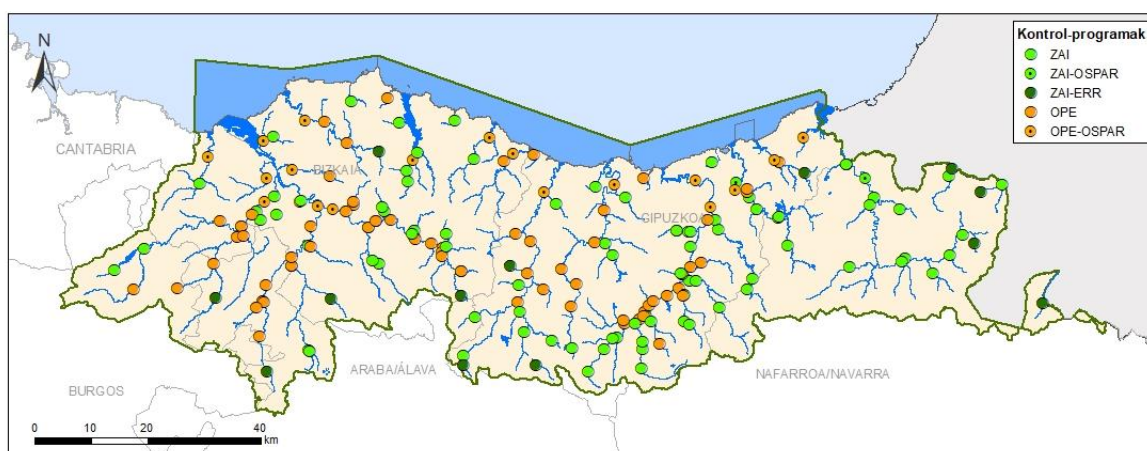 Kontrol-programak
ZAI
ZAI-OSPAR
ZAI-ERR
OPE
OPE-OSPAR
N
CANTABRIA
BIZKAIA
GIPUZKOA
ARABA/ÁLAVA
NAFARROA/NAVARRA
BURGOS
0 10 20 40
km